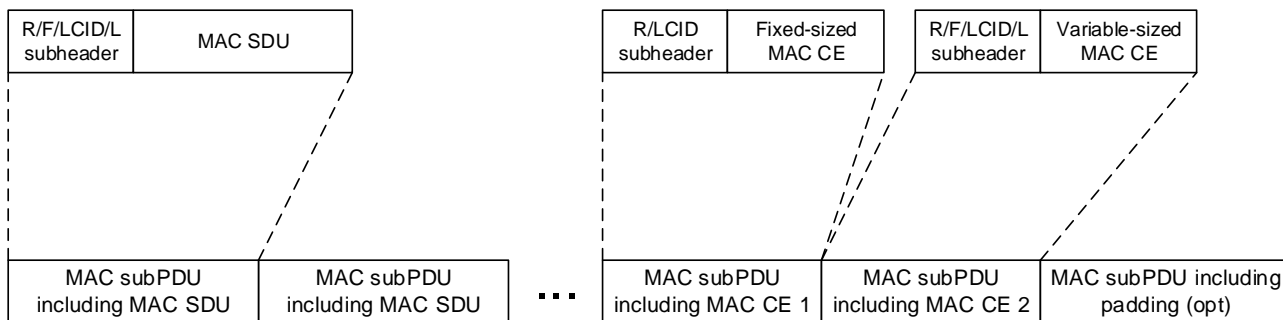 R/F/LCID/L
subheader
MAC SDU
R/LCID
subheader
Fixed-sized
MAC CE
R/F/LCID/L
subheader
Variable-sized
MAC CE
MAC subPDU
including MAC SDU
MAC subPDU
including MAC SDU
...
MAC subPDU
including MAC CE 1
MAC subPDU
including MAC CE 2
MAC subPDU including
padding (opt)